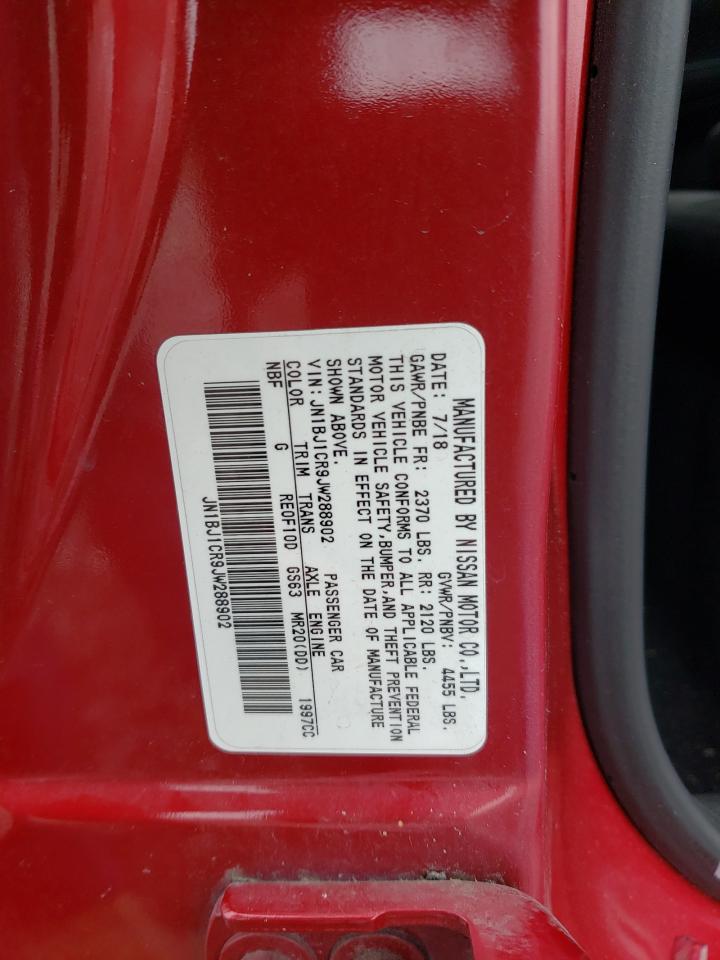 MANUFACTURED BY NISSAN MOTOR CO.,LTD.
DATE: 7/18 GVWR/PNBV: 4455 LBS.
GAWR/PNBE FR: 2370 LBS. RR: 2120 LBS.
THIS VEHICLE CONFORMS TO ALL APPLICABLE FEDERAL
MOTOR VEHICLE SAFETY,BUMPER,AND THEFT PREVENTION
STANDARDS IN EFFECT ON THE DATE OF MANUFACTURE
SHOWN ABOVE.
VIN:JN1BJ1CR9JW288902 PASSENGER CAR
COLOR TRIM TRANS AXLE ENGINE
NBF G RE0F10D GS63 MR20(DD) 1997CC
JN1BJ1CR9JW288902